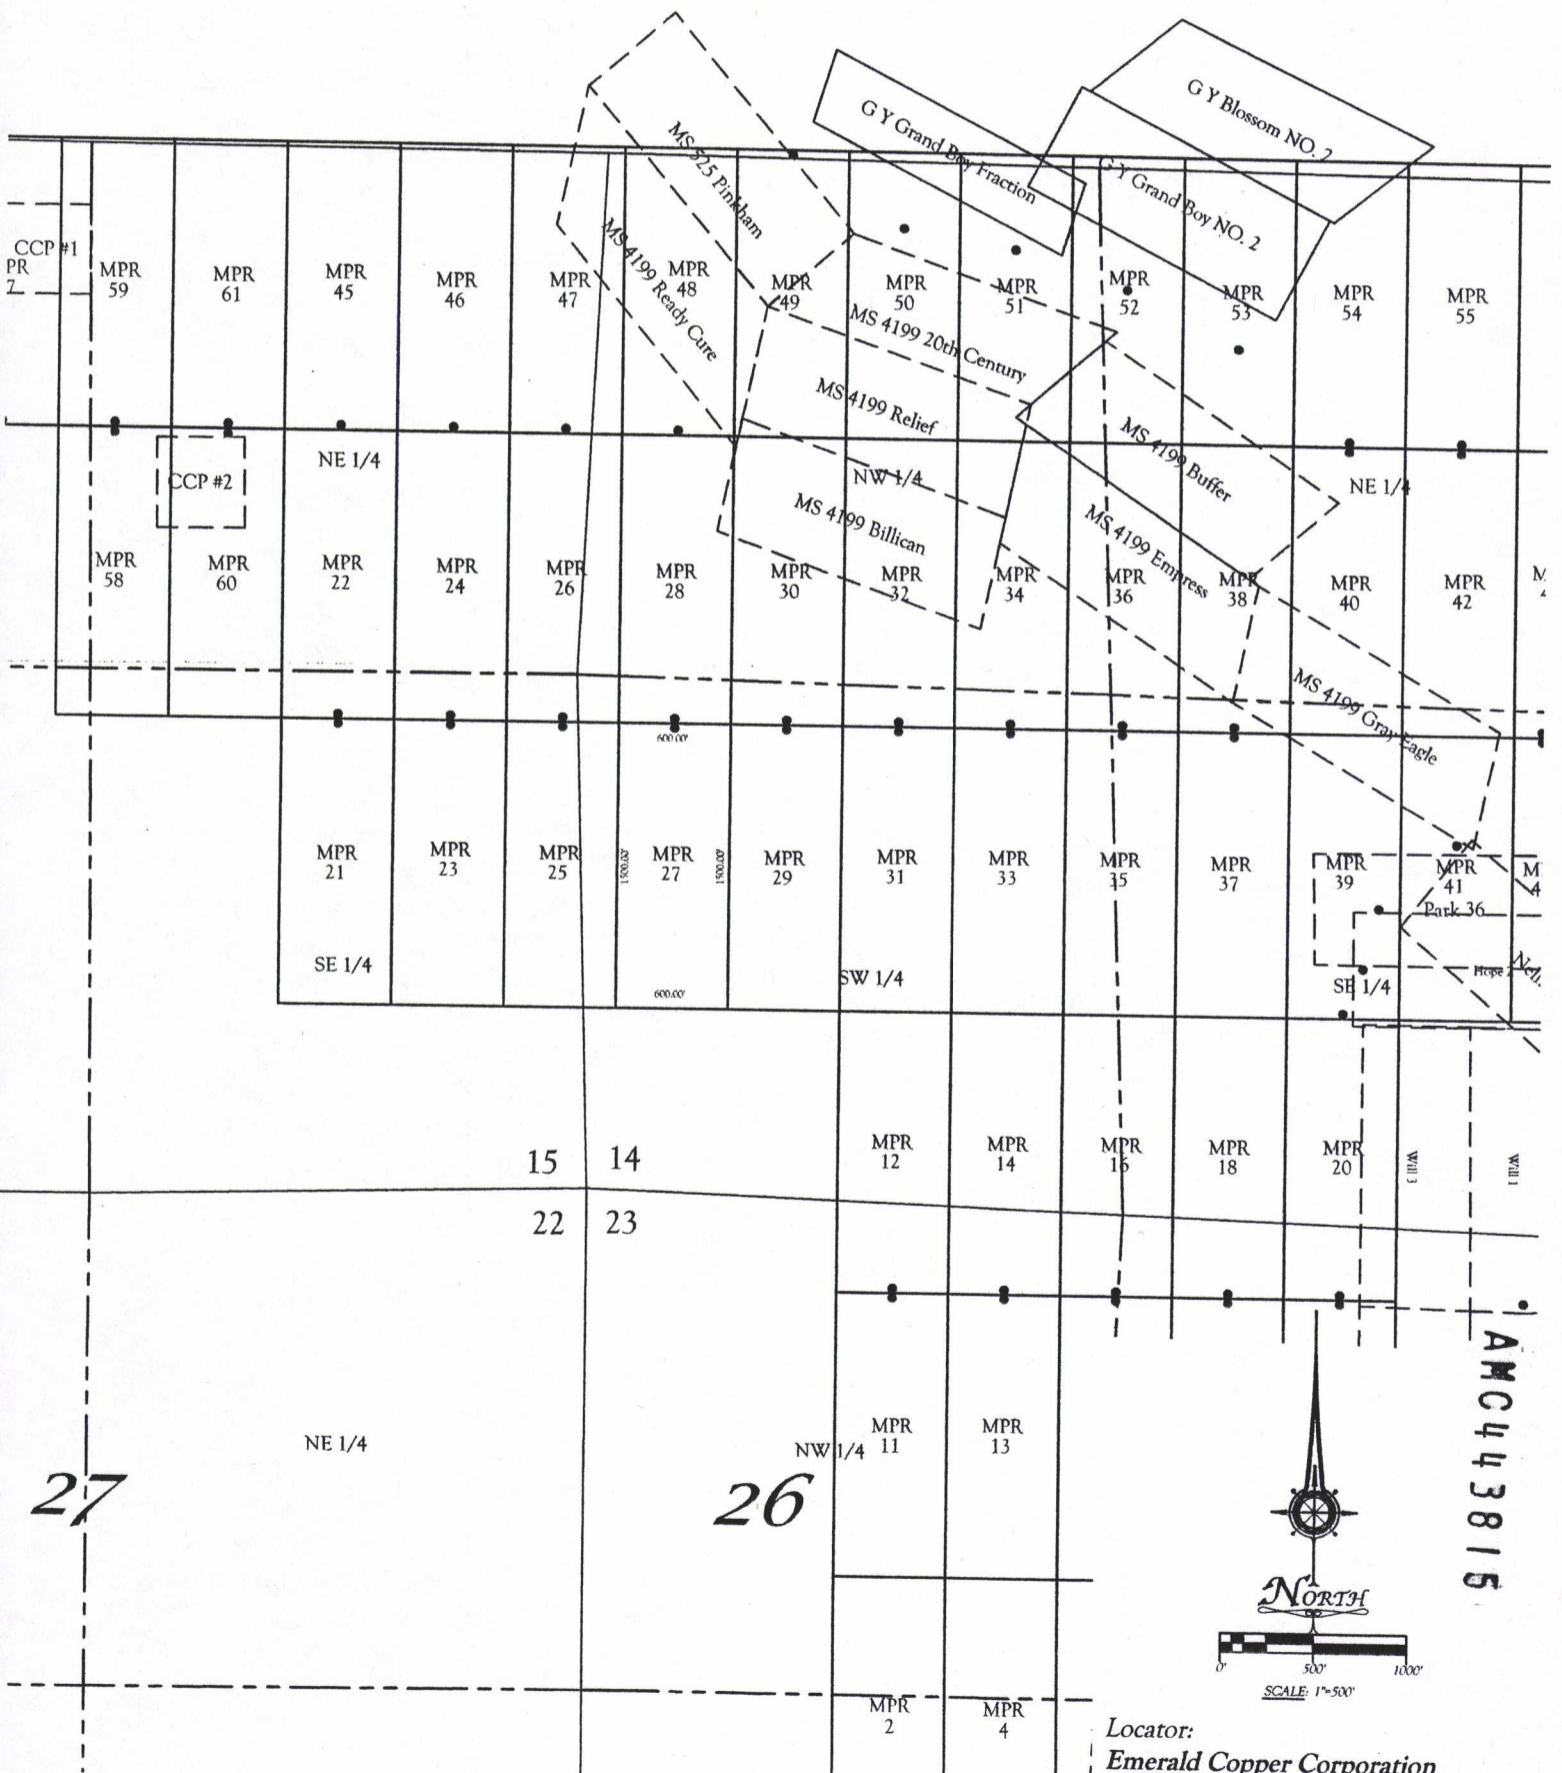 G Y Blossom NO. 2
G Y Grand Boy Fraction
G Y Grand Boy NO. 2
MS 525 Pinkham
MS 4199 Ready Cure
CCP #1
PR
7
MPR
59
MPR
61
MPR
45
MPR
46
MPR
47
MPR
48
MPR
49
MPR
50
MPR
51
MPR
52
MPR
53
MPR
54
MPR
55
MS 4199 20th Century
MS 4199 Relief
MS 4199 Buffer
NE 1/4
CCP #2
NW 1/4
NE 1/4
MS 4199 Billican
MS 4199 Empress
MPR
58
MPR
60
MPR
22
MPR
24
MPR
26
MPR
28
MPR
30
MPR
32
MPR
34
MPR
36
MPR
38
MPR
40
MPR
42
M
4
MS 4199 Gray Eagle
600.00'
MPR
21
MPR
23
MPR
25
1500.00'
MPR
27
1500.00'
MPR
29
MPR
31
MPR
33
MPR
35
MPR
37
MPR
39
MPR
41
M
4
Park 36
SE 1/4
600.00'
SW 1/4
SE 1/4
Hope
MPR
12
MPR
14
MPR
16
MPR
18
MPR
20
Will 3
Will 1
15 14
22 23
AMC443815
NE 1/4
NW 1/4
MPR
11
MPR
13
27
26
NORTH
0' 500' 1000'
SCALE: 1"=500'
MPR
2
MPR
4
Locator:
Emerald Copper Corporation